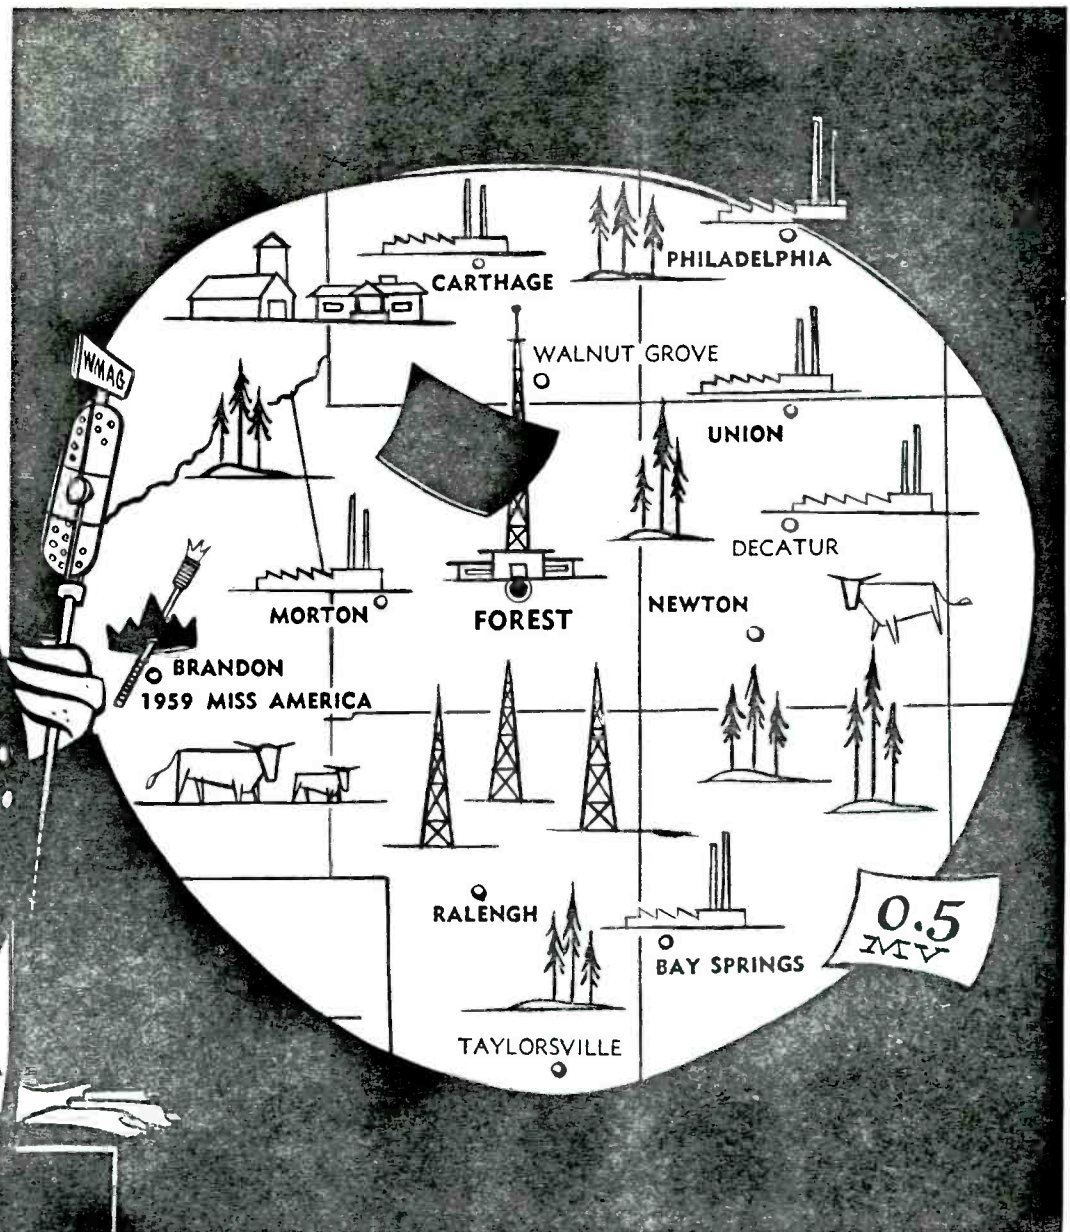 PHILADELPHIA
CARTHAGE
WMAG
WALNUT GROVE
UNION
DECATUR
MORTON
FOREST
NEWTON
BRANDON
1959 MISS AMERICA
RALENGH
0.5
MV
BAY SPRINGS
TAYLORSVILLE